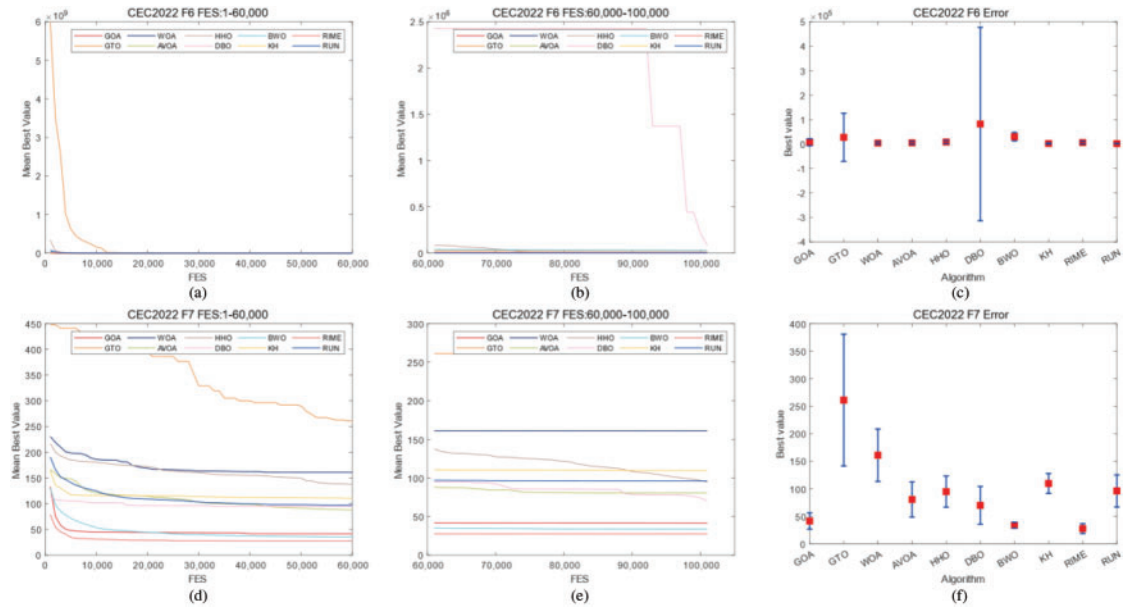 CEC2022 F6 FES:1-60,000
×10^9
GOA WOA HHO BWO RIME
GTO AVOA DBO KH RUN
Mean Best Value
6
5
4
3
2
1
0
0 10,000 20,000 30,000 40,000 50,000 60,000
FES
(a)
CEC2022 F6 FES:60,000-100,000
×10^6
GOA WOA HHO BWO RIME
GTO AVOA DBO KH RUN
Mean Best Value
2.5
2
1.5
1
0.5
0
60,000 70,000 80,000 90,000 100,000
FES
(b)
CEC2022 F6 Error
×10^5
Best value
5
4
3
2
1
0
-1
-2
-3
-4
GOA GTO WOA AVOA HHO DBO BWO KH RIME RUN
Algorithm
(c)
CEC2022 F7 FES:1-60,000
GOA WOA HHO BWO RIME
GTO AVOA DBO KH RUN
Mean Best Value
450
400
350
300
250
200
150
100
50
0
0 10,000 20,000 30,000 40,000 50,000 60,000
FES
(d)
CEC2022 F7 FES:60,000-100,000
GOA WOA HHO BWO RIME
GTO AVOA DBO KH RUN
Mean Best Value
300
250
200
150
100
50
0
60,000 70,000 80,000 90,000 100,000
FES
(e)
CEC2022 F7 Error
Best value
400
350
300
250
200
150
100
50
0
GOA GTO WOA AVOA HHO DBO BWO KH RIME RUN
Algorithm
(f)